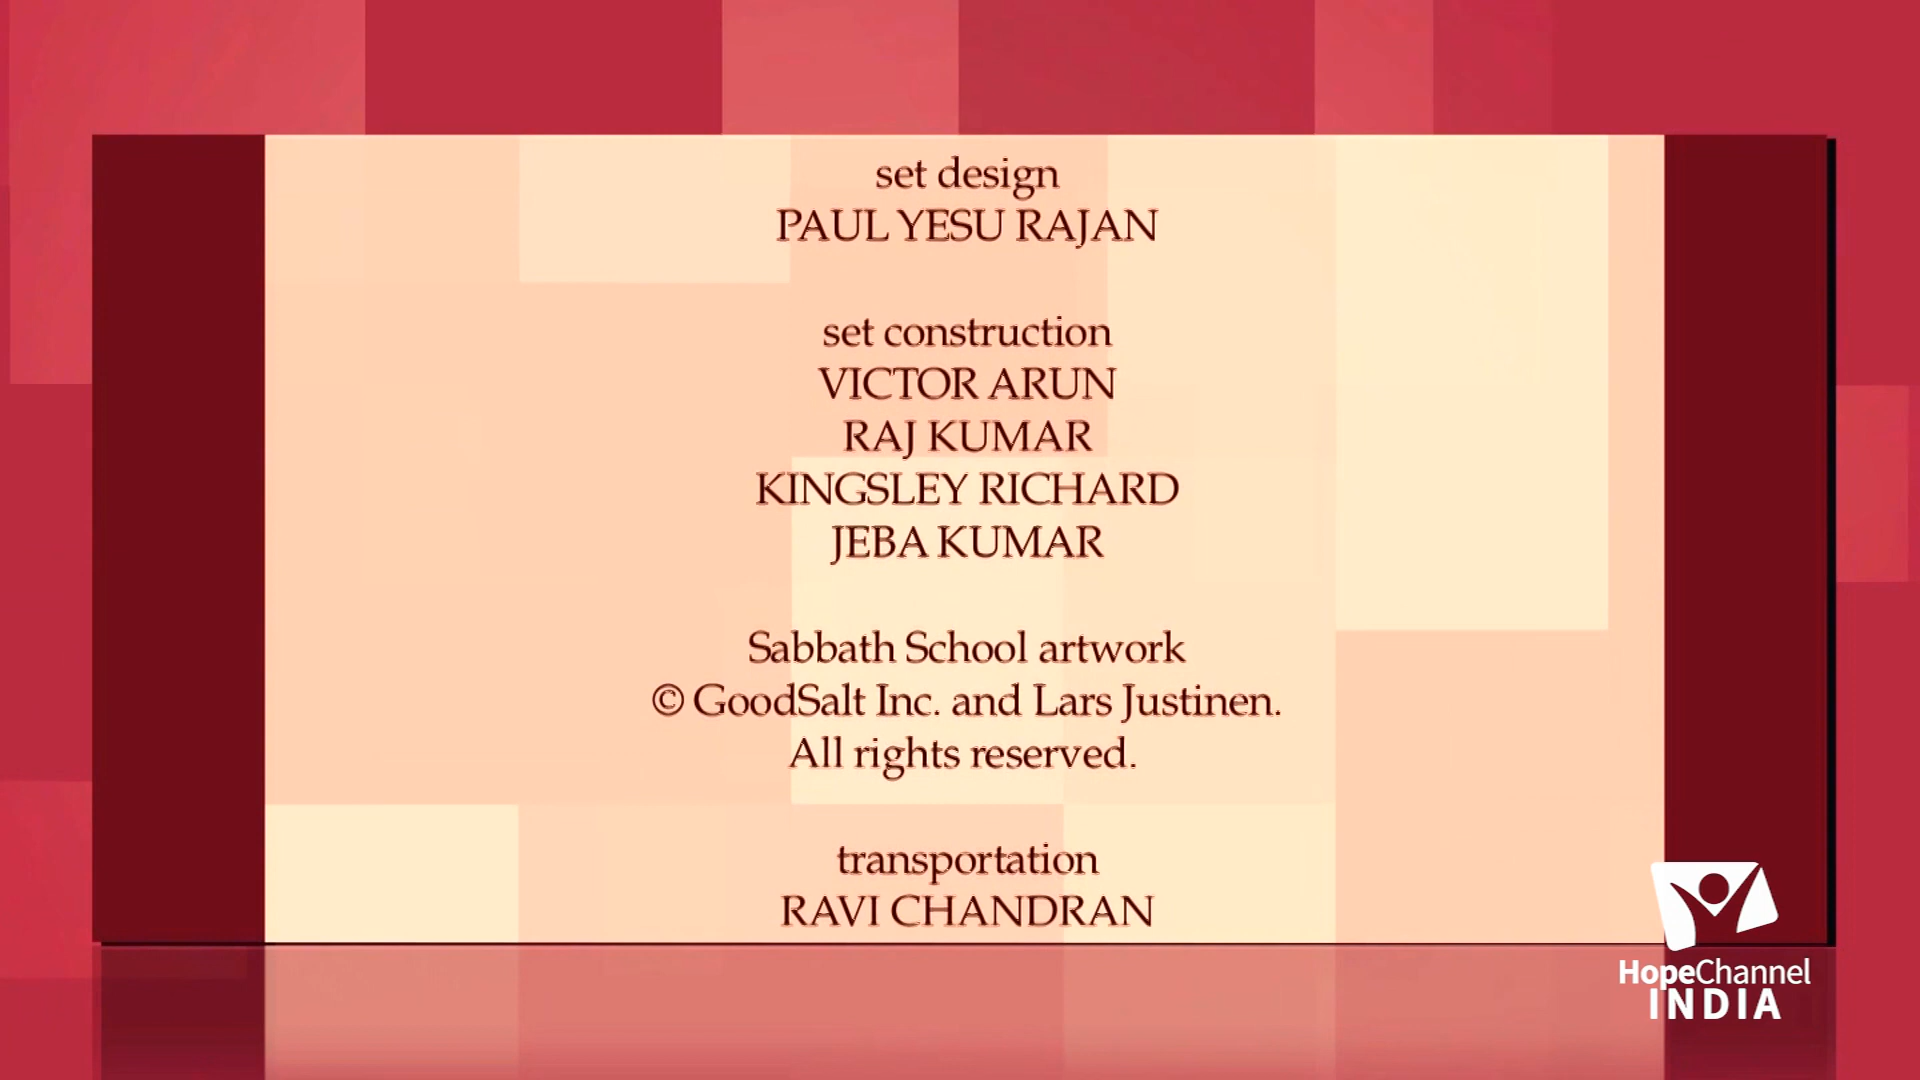 set design
PAUL YESU RAJAN
set construction
VICTOR ARUN
RAJ KUMAR
KINGSLEY RICHARD
JEBA KUMAR
Sabbath School artwork
© GoodSalt Inc. and Lars Justinen.
All rights reserved.
transportation
RAVI CHANDRAN
HopeChannel
INDIA